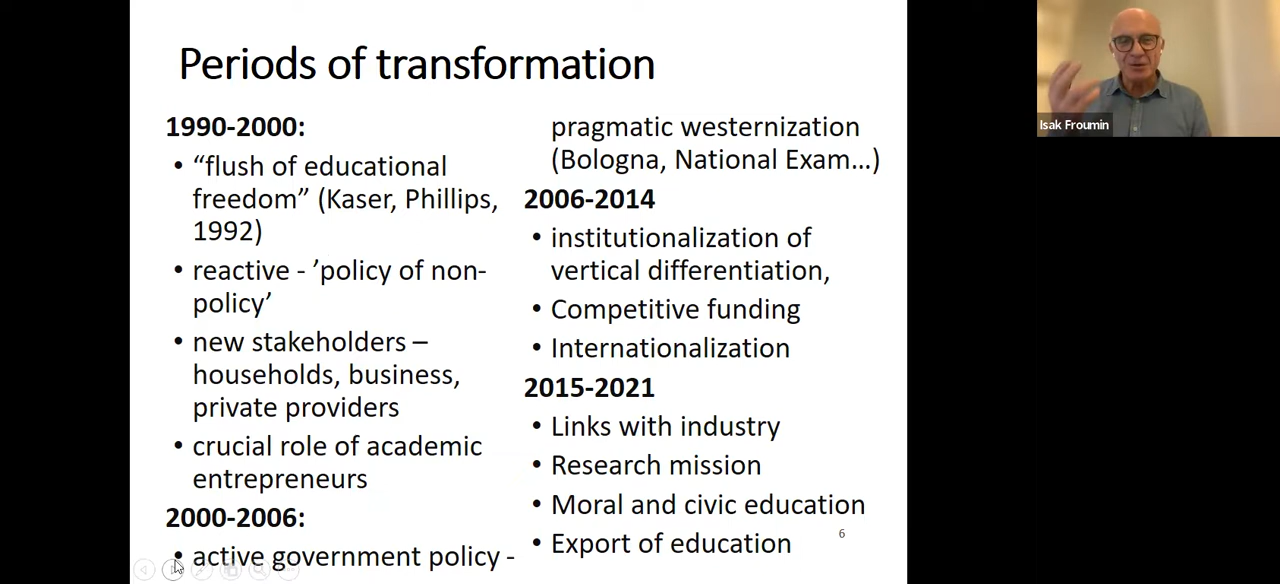 Periods of transformation
1990-2000:
• “flush of educational
freedom” (Kaser, Phillips,
1992)
• reactive - ’policy of non-
policy’
• new stakeholders –
households, business,
private providers
• crucial role of academic
entrepreneurs
2000-2006:
• active government policy -
pragmatic westernization
(Bologna, National Exam…)
2006-2014
• institutionalization of
vertical differentiation,
• Competitive funding
• Internationalization
2015-2021
• Links with industry
• Research mission
• Moral and civic education
• Export of education
6
Isak Froumin